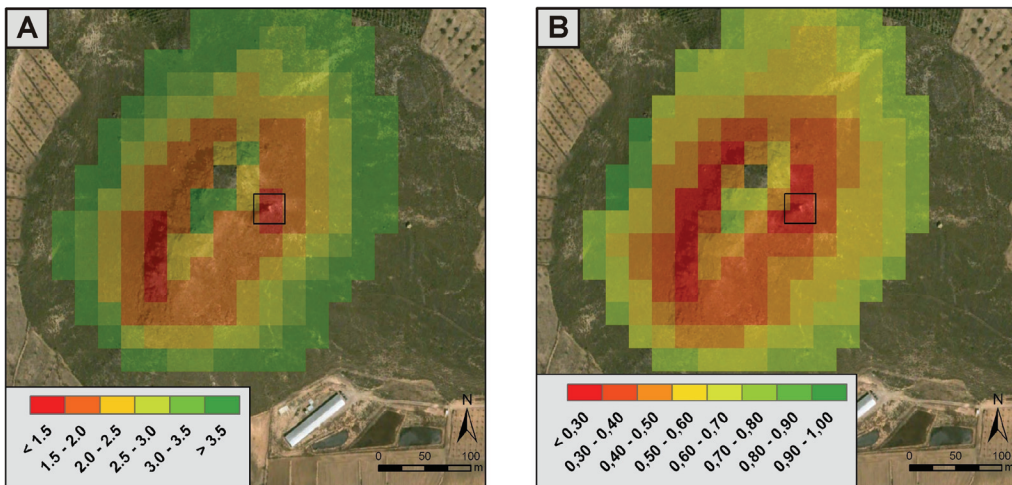 A
N
< 1.5
1.5 - 2.0
2.0 - 2.5
2.5 - 3.0
3.0 - 3.5
> 3.5
0 50 100
m
B
N
< 0,30
0,30 - 0,40
0,40 - 0,50
0,50 - 0,60
0,60 - 0,70
0,70 - 0,80
0,80 - 0,90
0,90 - 1,00
0 50 100
m